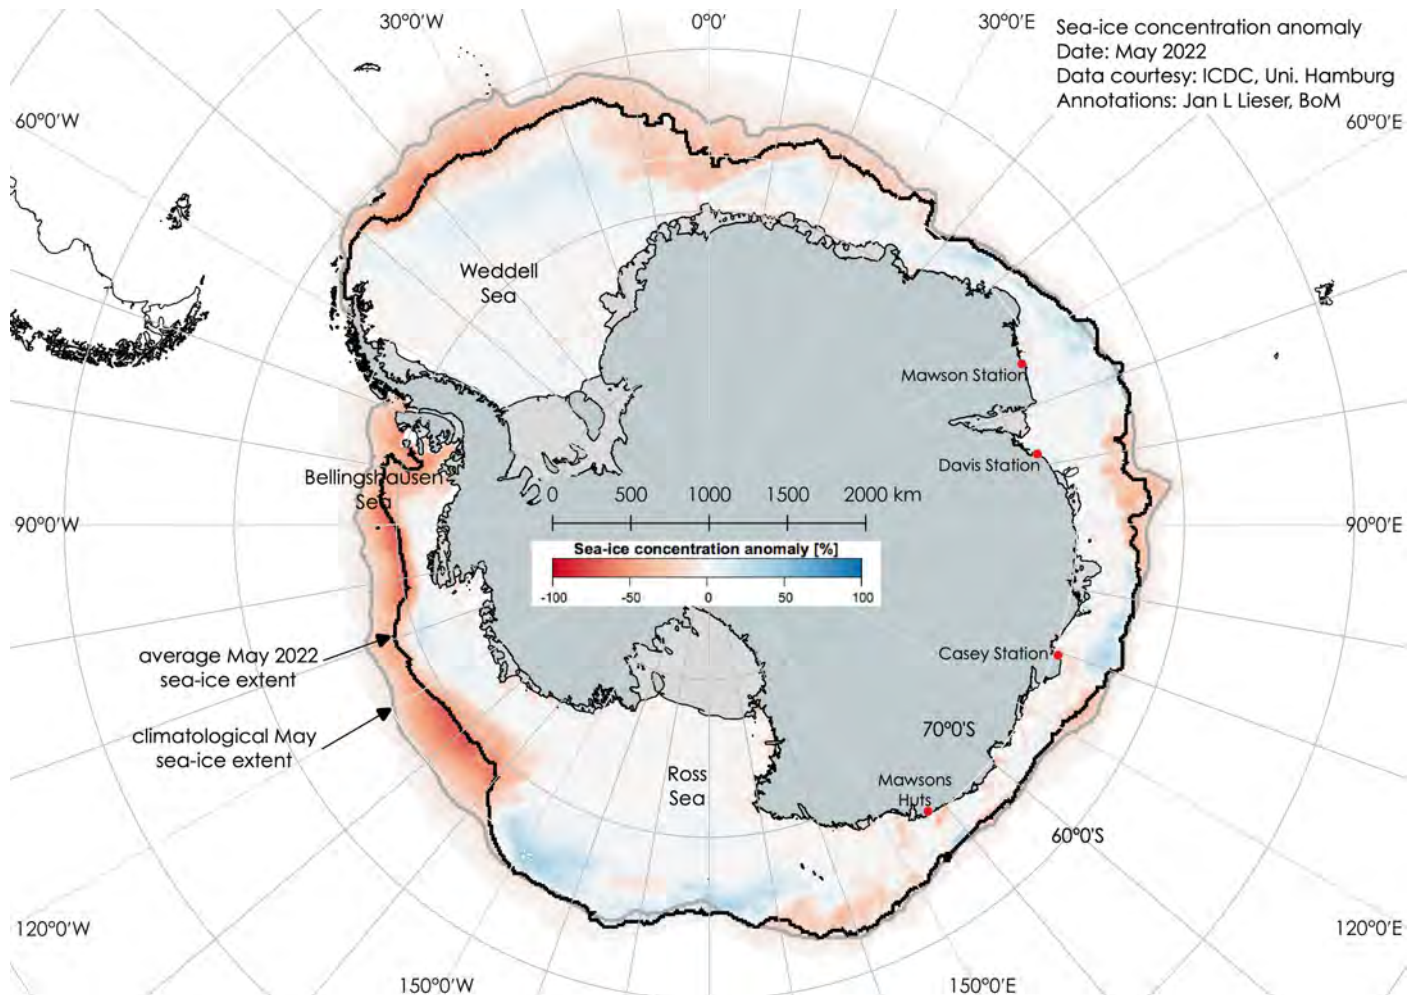 30°0'W
0°0'
30°0'E
Sea-ice concentration anomaly
Date: May 2022
Data courtesy: ICDC, Uni. Hamburg
Annotations: Jan L Lieser, BoM
60°0'W
60°0'E
Weddell
Sea
Mawson Station
Davis Station
Bellingshausen
Sea
0 500 1000 1500 2000 km
90°0'W
90°0'E
Sea-ice concentration anomaly [%]
-100 -50 0 50 100
average May 2022
sea-ice extent
Casey Station
climatological May
sea-ice extent
70°0'S
Ross
Sea
Mawsons
Huts
60°0'S
120°0'W
120°0'E
150°0'W
150°0'E